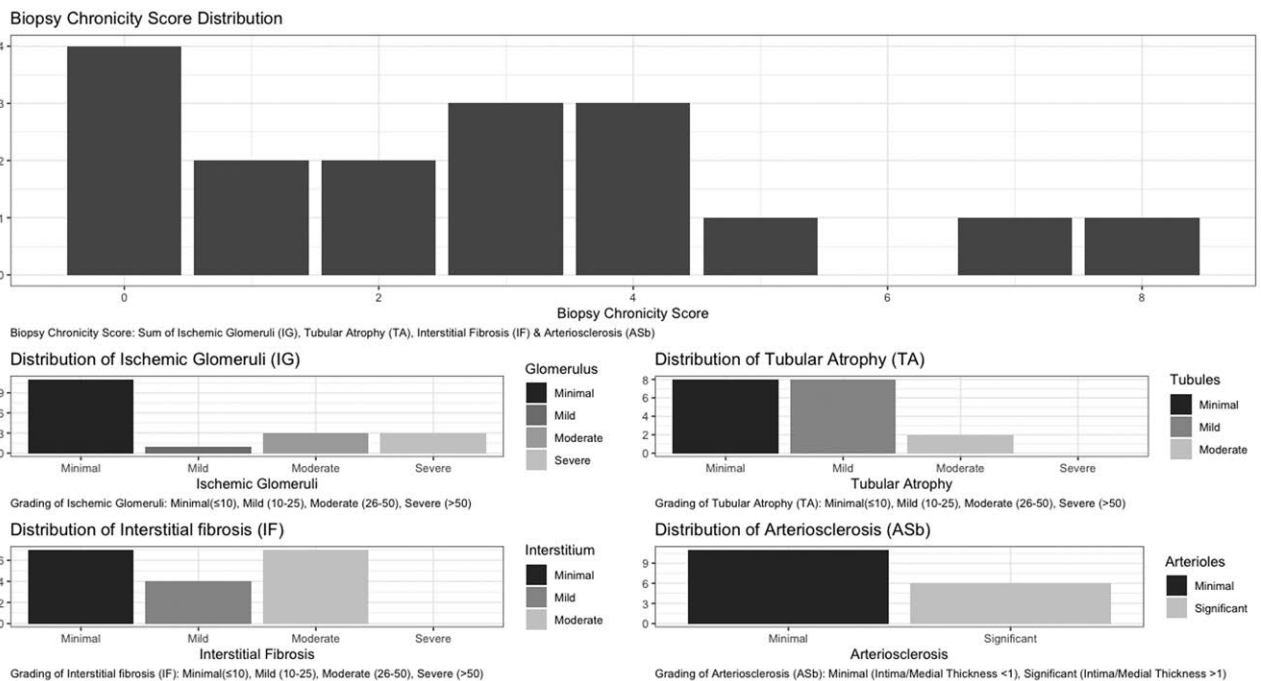 Biopsy Chronicity Score Distribution
4
3
2
1
0
0 2 4 6 8
Biopsy Chronicity Score
Biopsy Chronicity Score: Sum of Ischemic Glomeruli (IG), Tubular Atrophy (TA), Interstitial Fibrosis (IF) & Arteriosclerosis (ASb)
Distribution of Ischemic Glomeruli (IG)
9
6
3
0
Minimal Mild Moderate Severe
Ischemic Glomeruli
Glomerulus
Minimal
Mild
Moderate
Severe
Grading of Ischemic Glomeruli: Minimal(≤10), Mild (10-25), Moderate (26-50), Severe (>50)
Distribution of Tubular Atrophy (TA)
8
6
4
2
0
Minimal Mild Moderate Severe
Tubular Atrophy
Tubules
Minimal
Mild
Moderate
Grading of Tubular Atrophy (TA): Minimal(≤10), Mild (10-25), Moderate (26-50), Severe (>50)
Distribution of Interstitial fibrosis (IF)
6
4
2
0
Minimal Mild Moderate Severe
Interstitial Fibrosis
Interstitium
Minimal
Mild
Moderate
Grading of Interstitial fibrosis (IF): Minimal(≤10), Mild (10-25), Moderate (26-50), Severe (>50)
Distribution of Arteriosclerosis (ASb)
9
6
3
0
Minimal Significant
Arteriosclerosis
Arterioles
Minimal
Significant
Grading of Arteriosclerosis (ASb): Minimal (Intima/Medial Thickness <1), Significant (Intima/Medial Thickness >1)